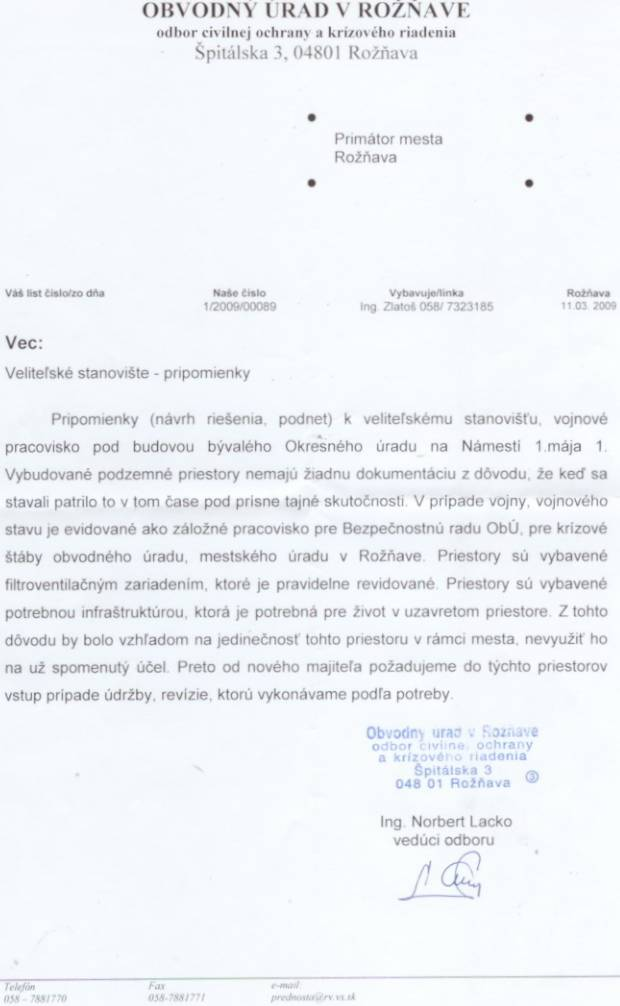 OBVODNÝ ÚRAD V ROŽŇAVE
odbor civilnej ochrany a krízového riadenia
Špitálska 3, 04801 Rožňava
Primátor mesta
Rožňava
Váš list číslo/zo dňa
Naše číslo
1/2009/00089
Vybavuje/linka
Ing. Zlatoš 058/ 7323185
Rožňava
11.03. 2009
Vec:
Veliteľské stanovište - pripomienky
Pripomienky (návrh riešenia, podnet) k veliteľskému stanovišťu, vojnové
pracovisko pod budovou bývalého Okresného úradu na Námestí 1.mája 1.
Vybudované podzemné priestory nemajú žiadnu dokumentáciu z dôvodu, že keď sa
stavali patrilo to v tom čase pod prísne tajné skutočnosti. V prípade vojny, vojnového
stavu je evidované ako záložné pracovisko pre Bezpečnostnú radu ObÚ, pre krízové
štáby obvodného úradu, mestského úradu v Rožňave. Priestory sú vybavené
filtroventilačným zariadením, ktoré je pravidelne revidované. Priestory sú vybavené
potrebnou infraštruktúrou, ktorá je potrebná pre život v uzavretom priestore. Z tohto
dôvodu by bolo vzhľadom na jedinečnosť tohto priestoru v rámci mesta, nevyužiť ho
na už spomenutý účel. Preto od nového majiteľa požadujeme do týchto priestorov
vstup prípade údržby, revízie, ktorú vykonávame podľa potreby.
Obvodný úrad v Rožňave
odbor civilnej ochrany
a krízového riadenia
Špitálska 3
048 01 Rožňava
3
Ing. Norbert Lacko
vedúci odboru
Telefón
058 – 7881770
Fax
058-7881771
e-mail:
prednosta@rv.vs.sk